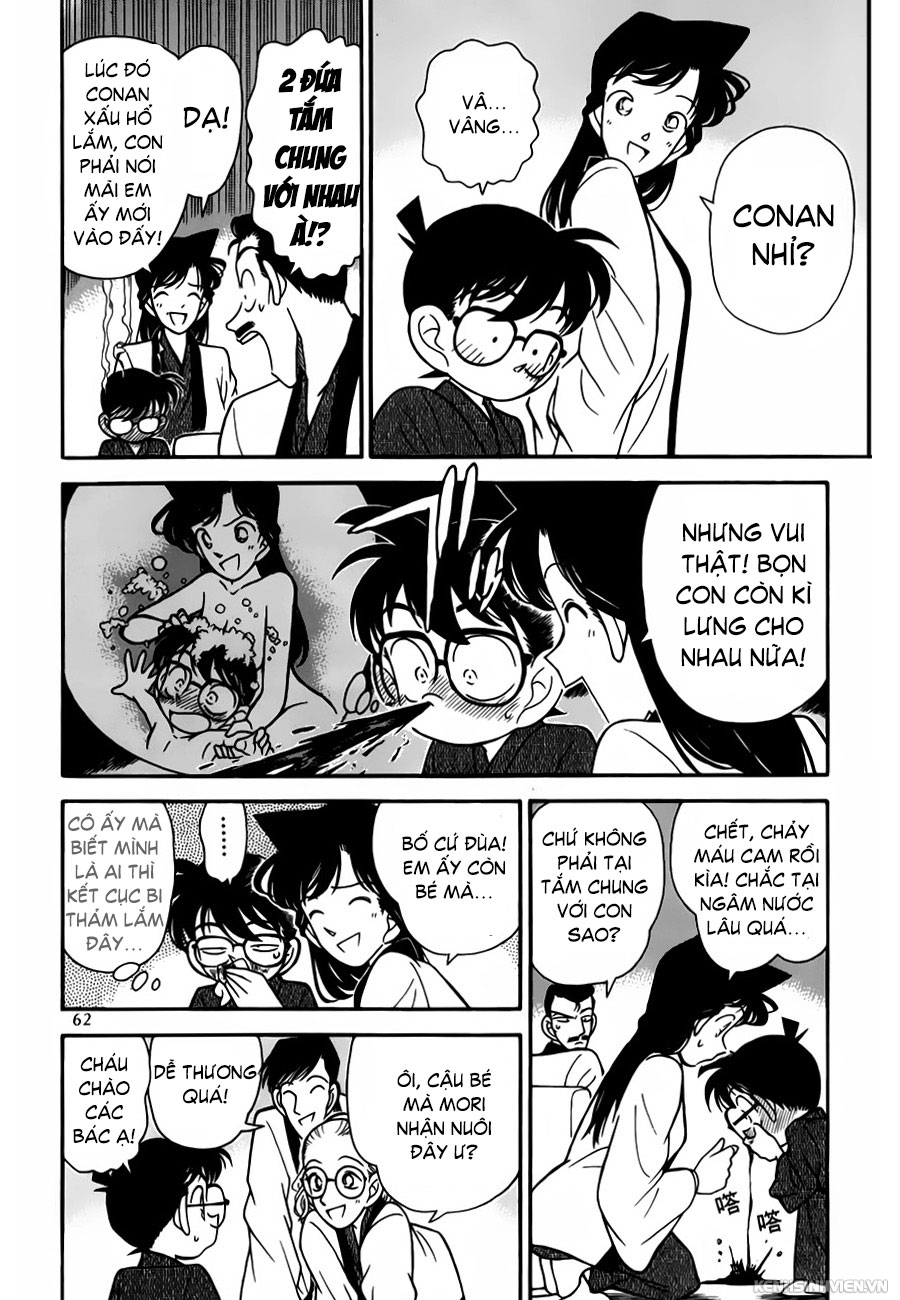 CONAN
NHỈ?
VÂ...
VÂNG...
2 ĐỨA
TẮM
CHUNG
VỚI NHAU
À!?
DẠ!
LÚC ĐÓ
CONAN
XẤU HỔ
LẮM, CON
PHẢI NÓI
MÃI EM
ẤY MỚI
VÀO ĐẤY!
NHƯNG VUI
THẬT! BỌN
CON CÒN KÌ
LƯNG CHO
NHAU NỮA!
CHẾT, CHẢY
MÁU CAM RỒI
KÌA! CHẮC TẠI
NGÂM NƯỚC
LÂU QUÁ...
CHỨ KHÔNG
PHẢI TẠI
TẮM CHUNG
VỚI CON
SAO?
嗒
嗒
BỐ CỨ ĐÙA!
EM ẤY CÒN
BÉ MÀ...
......
CÔ ẤY MÀ
BIẾT MÌNH
LÀ AI THÌ
KẾT CỤC BI
THẢM LẮM
ĐÂY...
62
ÔI, CẬU BÉ
MÀ MORI
NHẬN NUÔI
ĐÂY Ư?
DỄ THƯƠNG
QUÁ!
CHÁU
CHÀO
CÁC
BÁC Ạ!